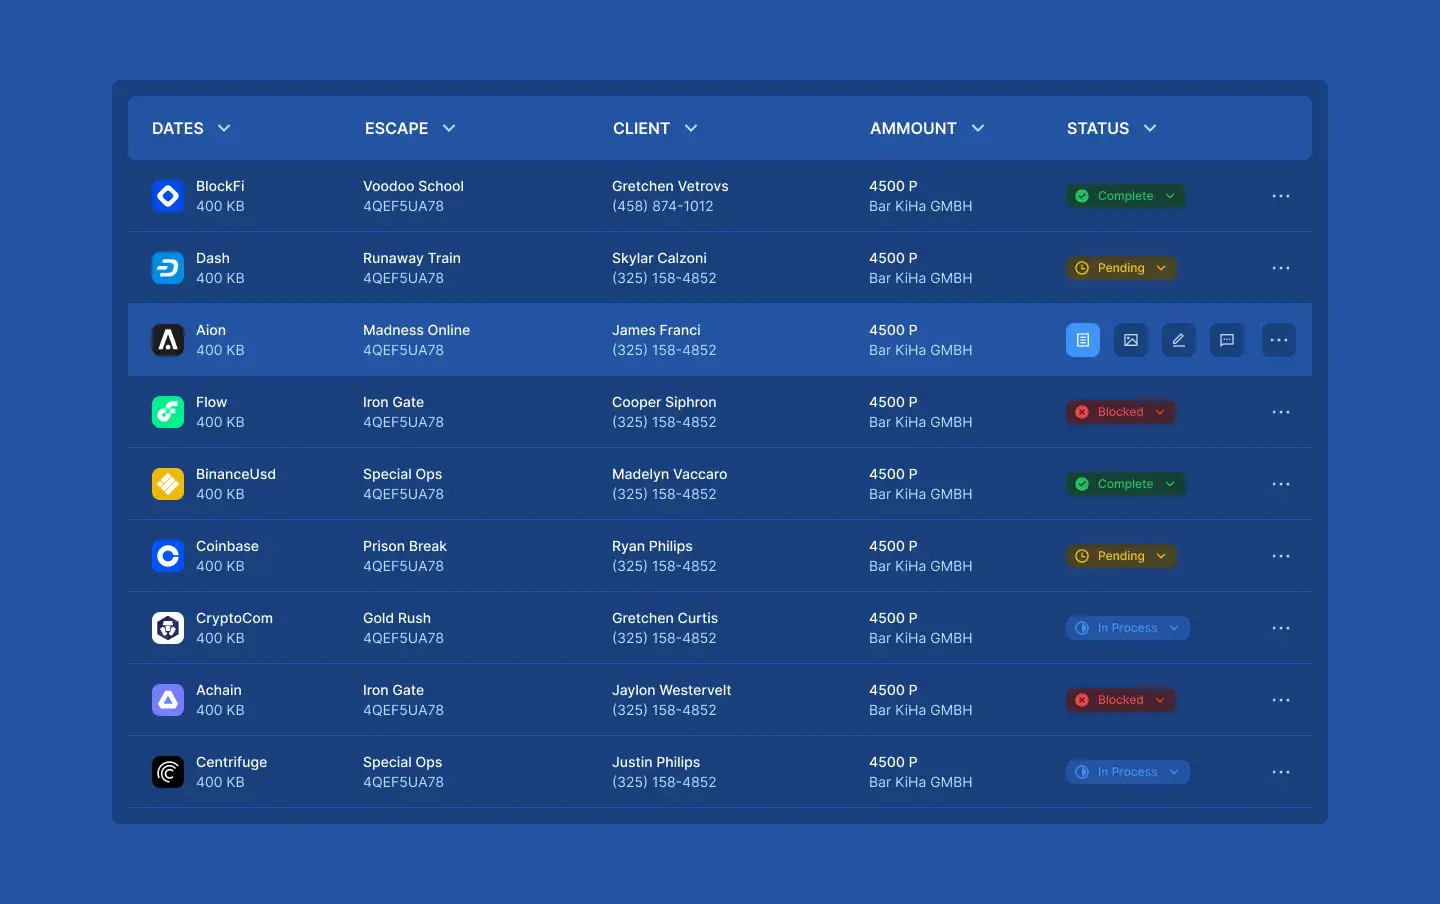 DATES ESCAPE CLIENT AMMOUNT STATUS
BlockFi Voodoo School Gretchen Vetrovs 4500 P
400 KB 4QEF5UA78 (458) 874-1012 Bar KiHa GMBH
Complete
Dash Runaway Train Skylar Calzoni 4500 P
400 KB 4QEF5UA78 (325) 158-4852 Bar KiHa GMBH
Pending
Aion Madness Online James Franci 4500 P
400 KB 4QEF5UA78 (325) 158-4852 Bar KiHa GMBH
Flow Iron Gate Cooper Siphron 4500 P
400 KB 4QEF5UA78 (325) 158-4852 Bar KiHa GMBH
Blocked
BinanceUsd Special Ops Madelyn Vaccaro 4500 P
400 KB 4QEF5UA78 (325) 158-4852 Bar KiHa GMBH
Complete
Coinbase Prison Break Ryan Philips 4500 P
400 KB 4QEF5UA78 (325) 158-4852 Bar KiHa GMBH
Pending
CryptoCom Gold Rush Gretchen Curtis 4500 P
400 KB 4QEF5UA78 (325) 158-4852 Bar KiHa GMBH
In Process
Achain Iron Gate Jaylon Westervelt 4500 P
400 KB 4QEF5UA78 (325) 158-4852 Bar KiHa GMBH
Blocked
Centrifuge Special Ops Justin Philips 4500 P
400 KB 4QEF5UA78 (325) 158-4852 Bar KiHa GMBH
In Process